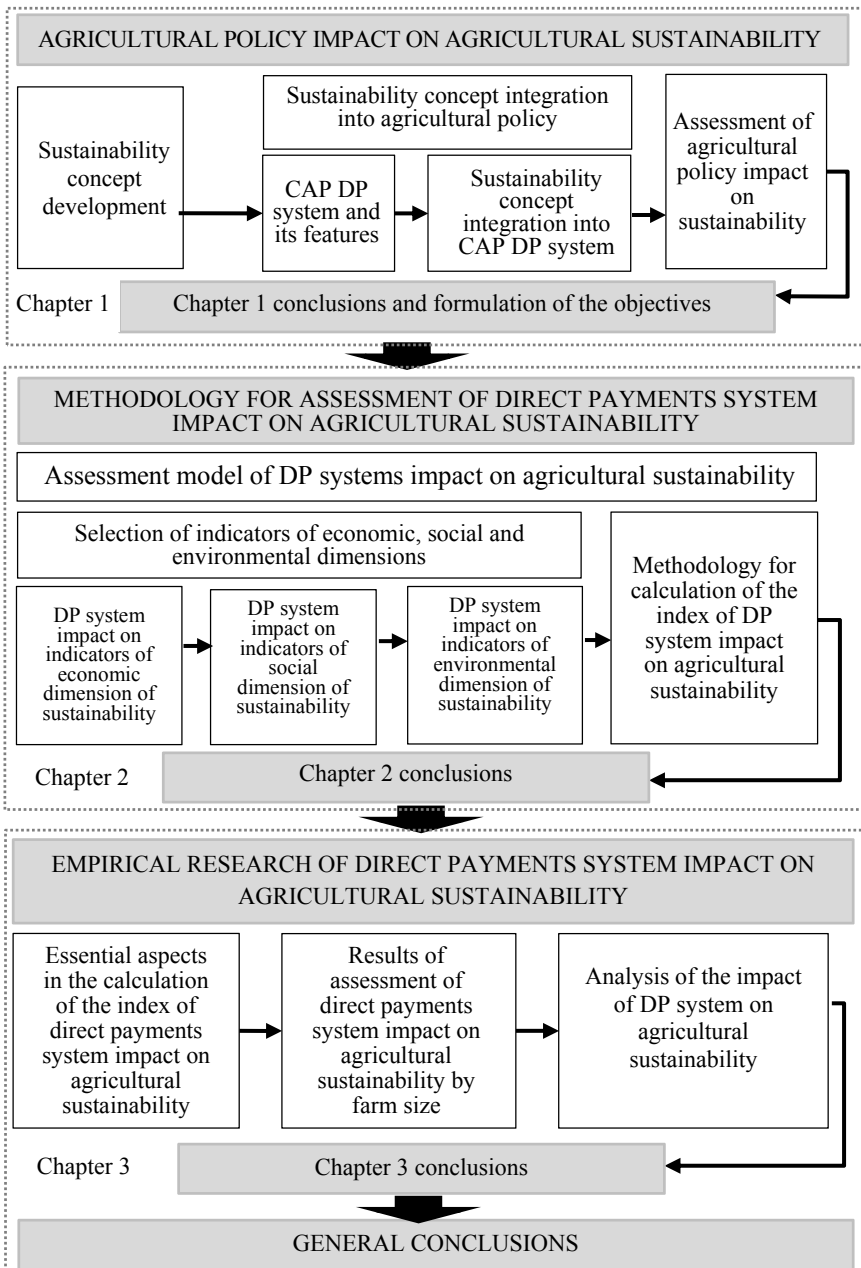 AGRICULTURAL POLICY IMPACT ON AGRICULTURAL SUSTAINABILITY
Sustainability
concept
development
Sustainability concept integration
into agricultural policy
CAP DP
system and
its features
Sustainability
concept
integration into
CAP DP system
Assessment of
agricultural
policy impact
on
sustainability
Chapter 1
Chapter 1 conclusions and formulation of the objectives
METHODOLOGY FOR ASSESSMENT OF DIRECT PAYMENTS SYSTEM
IMPACT ON AGRICULTURAL SUSTAINABILITY
Assessment model of DP systems impact on agricultural sustainability
Selection of indicators of economic, social and
environmental dimensions
DP system
impact on
indicators of
economic
dimension of
sustainability
DP system
impact on
indicators of
social
dimension of
sustainability
DP system
impact on
indicators of
environmental
dimension of
sustainability
Methodology for
calculation of the
index of DP
system impact
on agricultural
sustainability
Chapter 2
Chapter 2 conclusions
EMPIRICAL RESEARCH OF DIRECT PAYMENTS SYSTEM IMPACT ON
AGRICULTURAL SUSTAINABILITY
Essential aspects
in the calculation
of the index of
direct payments
system impact on
agricultural
sustainability
Results of
assessment of
direct payments
system impact on
agricultural
sustainability by
farm size
Analysis of the impact
of DP system on
agricultural
sustainability
Chapter 3
Chapter 3 conclusions
GENERAL CONCLUSIONS